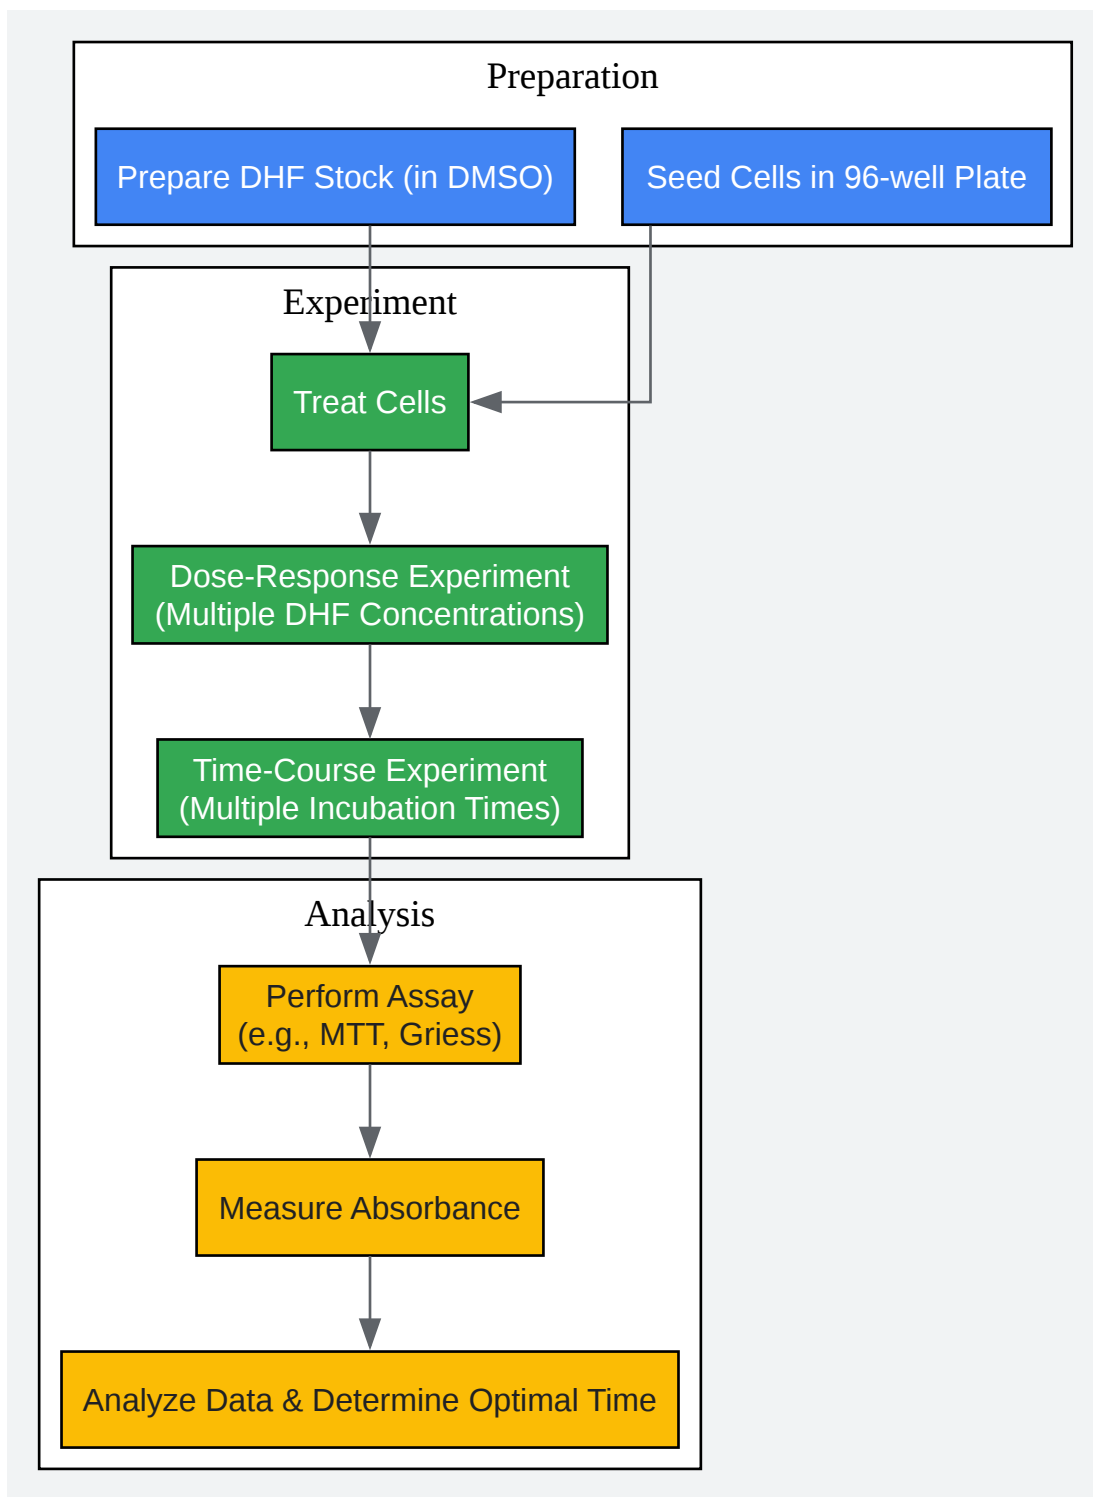 Preparation
Prepare DHF Stock (in DMSO)
Seed Cells in 96-well Plate
Experiment
Treat Cells
Dose-Response Experiment
(Multiple DHF Concentrations)
Time-Course Experiment
(Multiple Incubation Times)
Analysis
Perform Assay
(e.g., MTT, Griess)
Measure Absorbance
Analyze Data & Determine Optimal Time